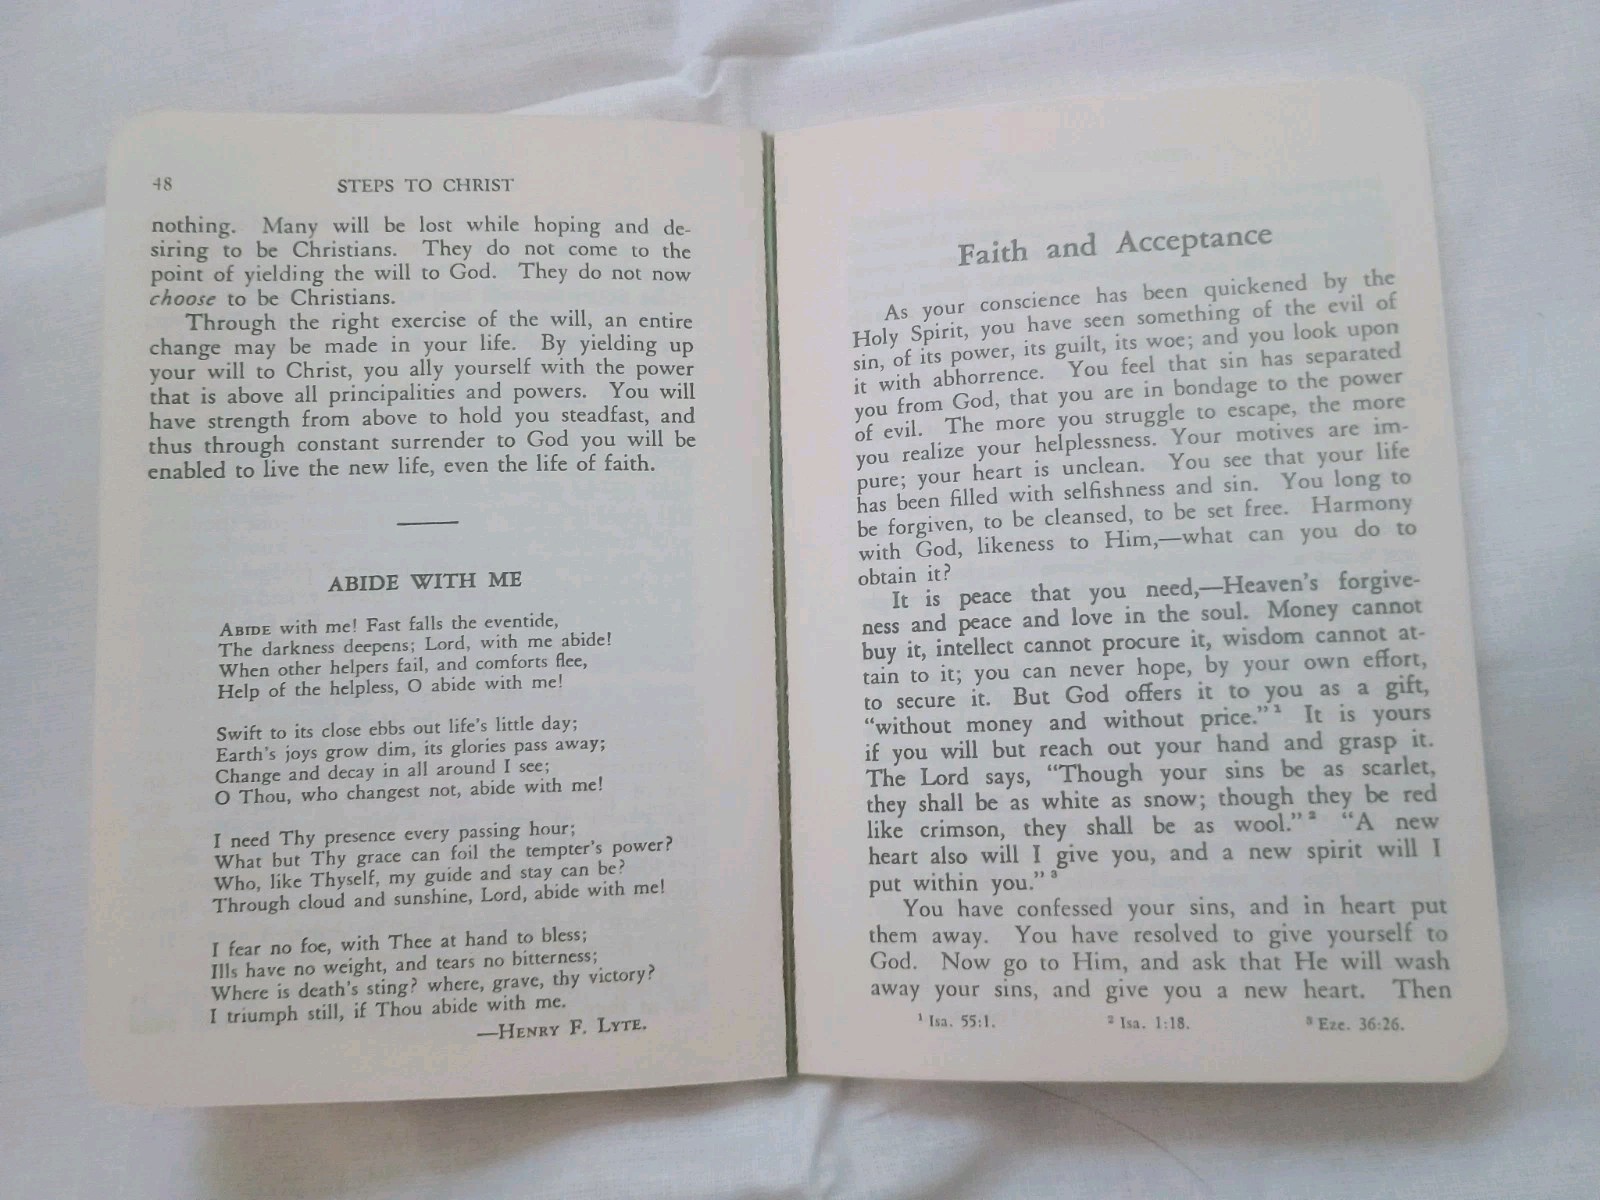 48 STEPS TO CHRIST
nothing. Many will be lost while hoping and de-
siring to be Christians. They do not come to the
point of yielding the will to God. They do not now
choose to be Christians.
Through the right exercise of the will, an entire
change may be made in your life. By yielding up
your will to Christ, you ally yourself with the power
that is above all principalities and powers. You will
have strength from above to hold you steadfast, and
thus through constant surrender to God you will be
enabled to live the new life, even the life of faith.
ABIDE WITH ME
ABIDE with me! Fast falls the eventide,
The darkness deepens; Lord, with me abide!
When other helpers fail, and comforts flee,
Help of the helpless, O abide with me!
Swift to its close ebbs out life's little day;
Earth's joys grow dim, its glories pass away;
Change and decay in all around I see;
O Thou, who changest not, abide with me!
I need Thy presence every passing hour;
What but Thy grace can foil the tempter's power?
Who, like Thyself, my guide and stay can be?
Through cloud and sunshine, Lord, abide with me!
I fear no foe, with Thee at hand to bless;
Ills have no weight, and tears no bitterness;
Where is death's sting? where, grave, thy victory?
I triumph still, if Thou abide with me.
—HENRY F. LYTE.
Faith and Acceptance
As your conscience has been quickened by the
Holy Spirit, you have seen something of the evil of
sin, of its power, its guilt, its woe; and you look upon
it with abhorrence. You feel that sin has separated
you from God, that you are in bondage to the power
of evil. The more you struggle to escape, the more
you realize your helplessness. Your motives are im-
pure; your heart is unclean. You see that your life
has been filled with selfishness and sin. You long to
be forgiven, to be cleansed, to be set free. Harmony
with God, likeness to Him,—what can you do to
obtain it?
It is peace that you need,—Heaven's forgive-
ness and peace and love in the soul. Money cannot
buy it, intellect cannot procure it, wisdom cannot at-
tain to it; you can never hope, by your own effort,
to secure it. But God offers it to you as a gift,
“without money and without price.”¹ It is yours
if you will but reach out your hand and grasp it.
The Lord says, “Though your sins be as scarlet,
they shall be as white as snow; though they be red
like crimson, they shall be as wool.”² “A new
heart also will I give you, and a new spirit will I
put within you.”³
You have confessed your sins, and in heart put
them away. You have resolved to give yourself to
God. Now go to Him, and ask that He will wash
away your sins, and give you a new heart. Then
¹ Isa. 55:1. ² Isa. 1:18. ³ Eze. 36:26.